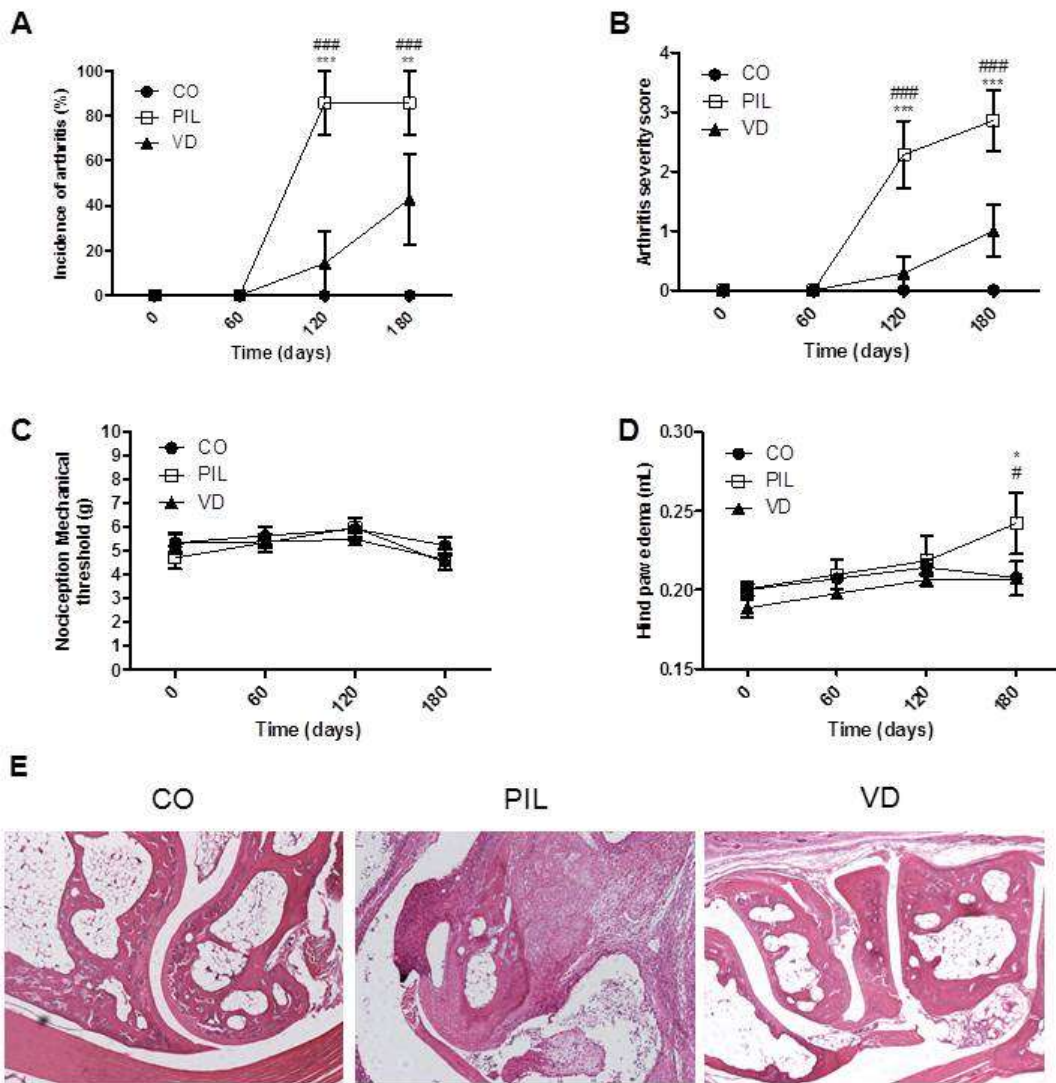 A
Incidence of arthritis (%)
100
80
60
40
20
0
CO
PIL
VD
###
***
###
**
0
60
120
180
Time (days)
B
Arthritis severity score
4
3
2
1
0
CO
PIL
VD
###
***
###
***
0
60
120
180
Time (days)
C
Nociception Mechanical
threshold (g)
10
9
8
7
6
5
4
3
2
1
0
CO
PIL
VD
0
60
120
180
Time (days)
D
Hind paw edema (mL)
0.30
0.25
0.20
0.15
CO
PIL
VD
*
#
0
60
120
180
Time (days)
E
CO
PIL
VD